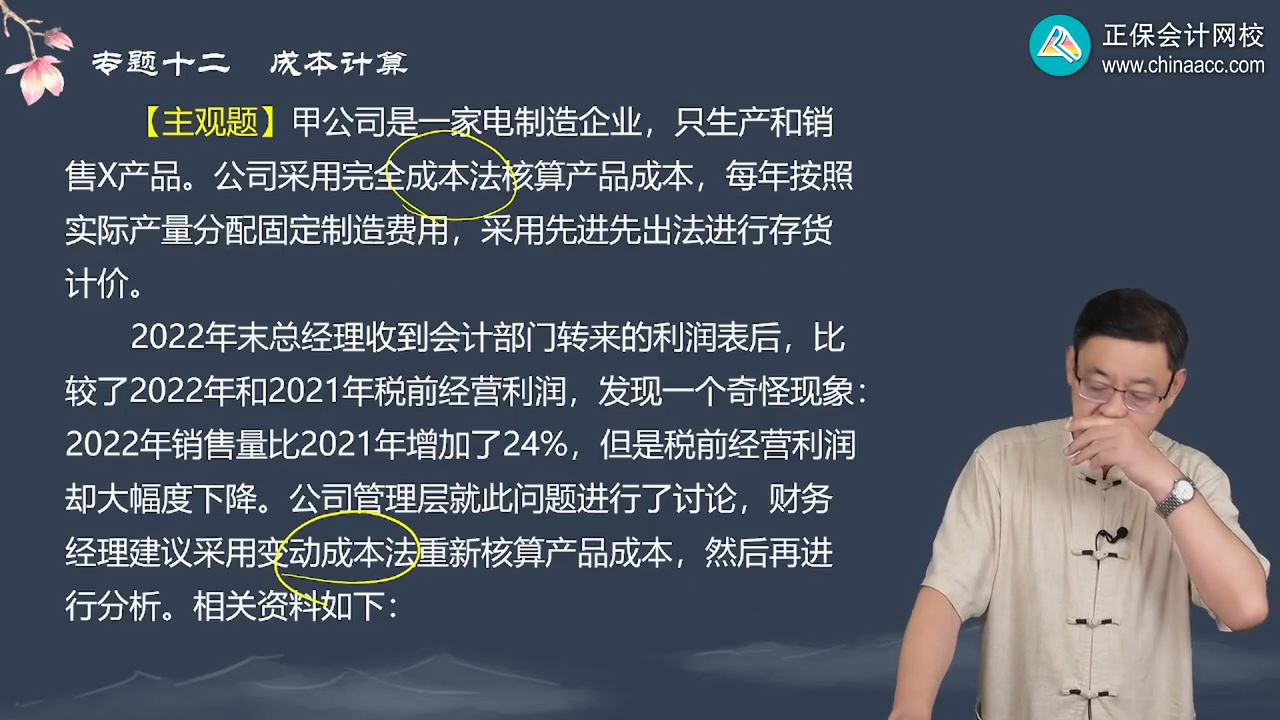 专题十二 成本计算
正保会计网校
www.chinaacc.com
【主观题】甲公司是一家电制造企业，只生产和销
售X产品。公司采用完全成本法核算产品成本，每年按照
实际产量分配固定制造费用，采用先进先出法进行存货
计价。
2022年末总经理收到会计部门转来的利润表后，比
较了2022年和2021年税前经营利润，发现一个奇怪现象：
2022年销售量比2021年增加了24%，但是税前经营利润
却大幅度下降。公司管理层就此问题进行了讨论，财务
经理建议采用变动成本法重新核算产品成本，然后再进
行分析。相关资料如下：